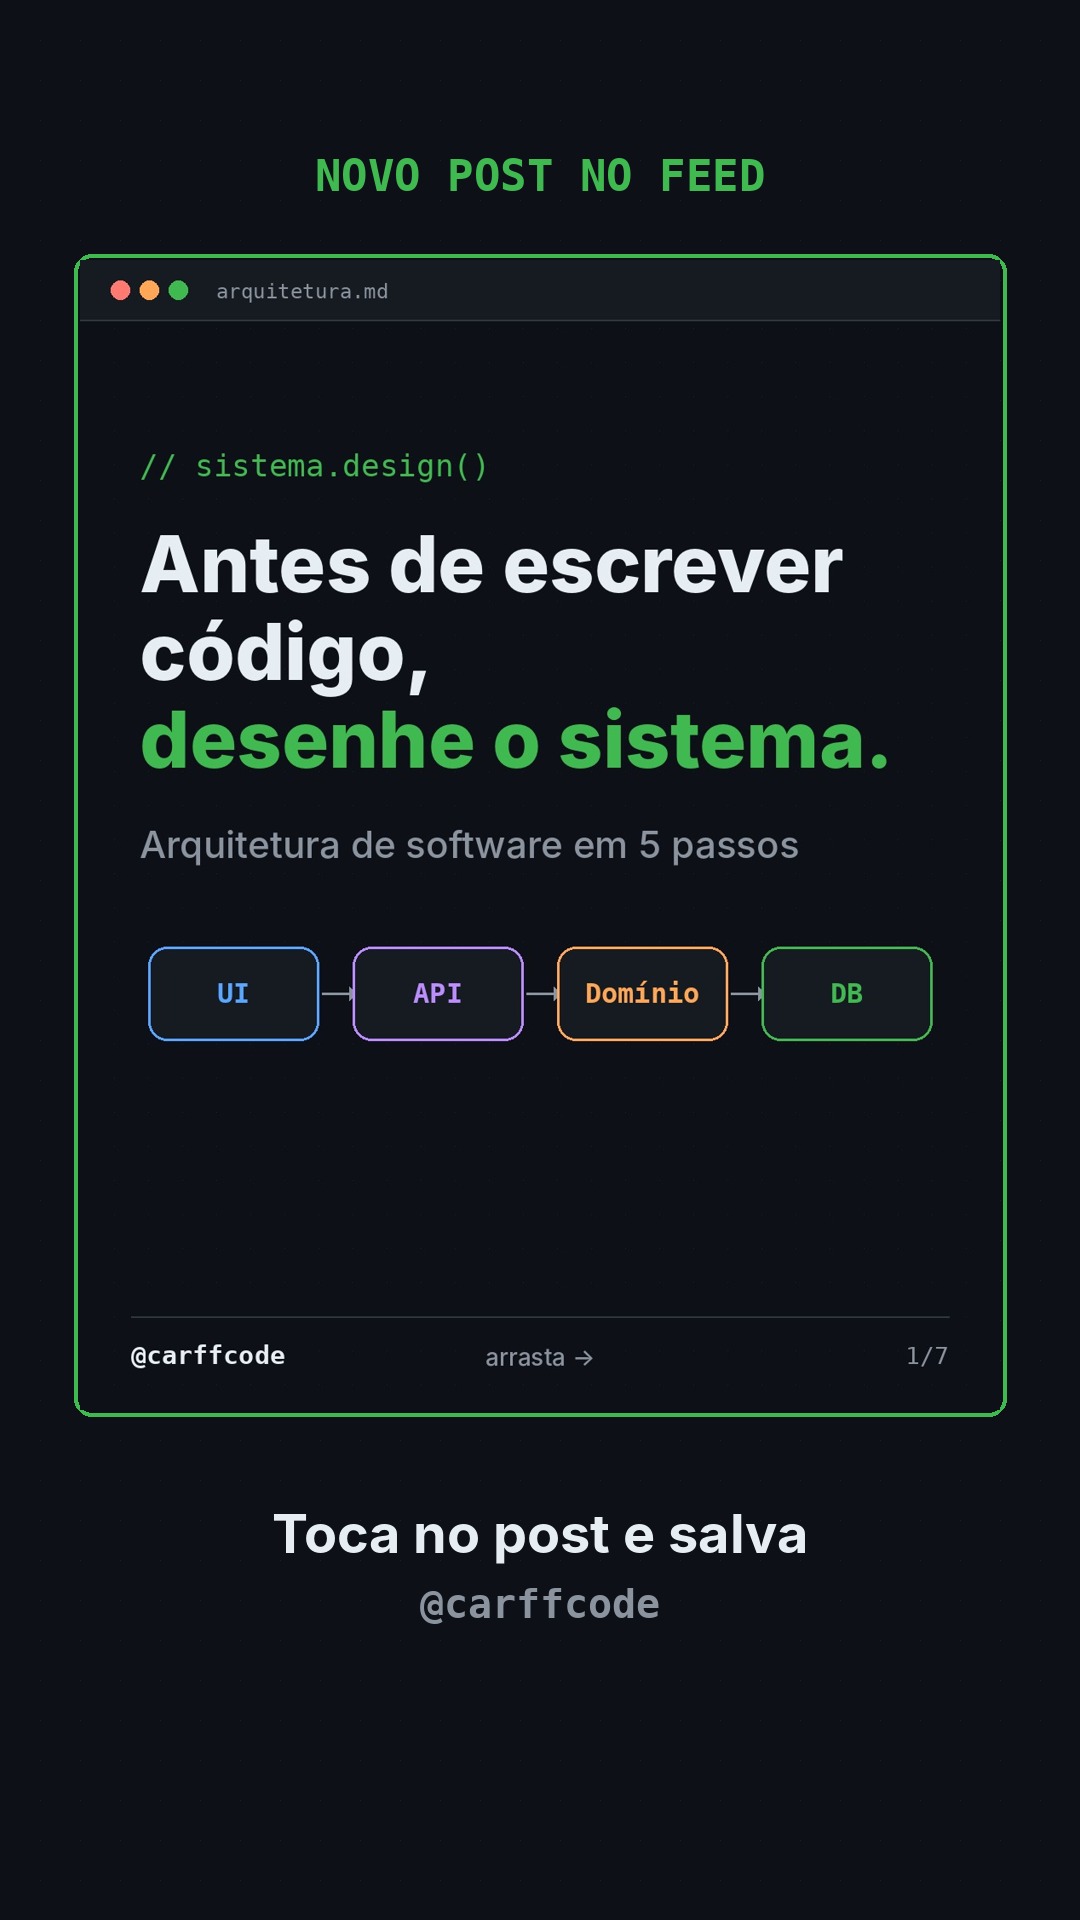 NOVO POST NO FEED
arquitetura.md
// sistema.design()
Antes de escrever
código,
desenhe o sistema.
Arquitetura de software em 5 passos
UI → API → Domínio → DB
@carffcode arrasta → 1/7
Toca no post e salva
@carffcode